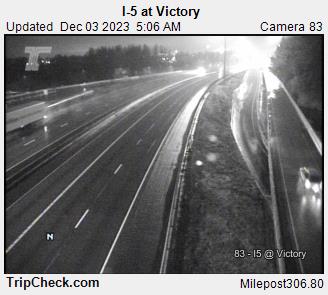 I-5 at Victory
Updated Dec 03 2023 5:06 AM Camera 83
T
N
83 - I5 @ Victory
TripCheck.com Milepost306.80